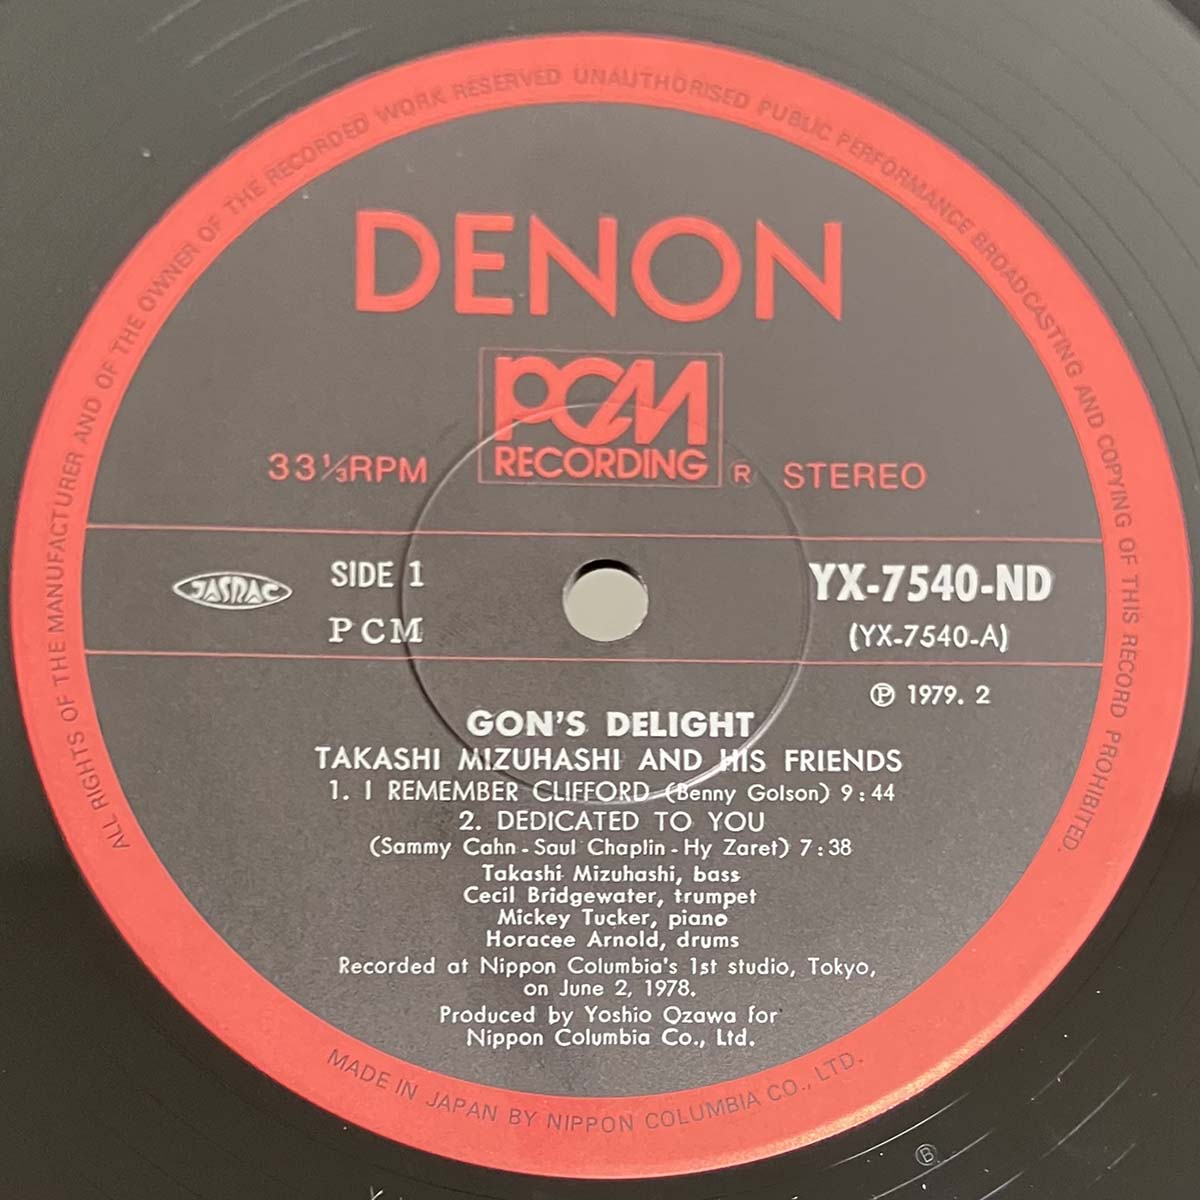 ALL RIGHTS OF THE MANUFACTURER AND OF THE OWNER OF THE RECORDED WORK RESERVED UNAUTHORISED PUBLIC PERFORMANCE BROADCASTING AND COPYING OF THIS RECORD PROHIBITED.
DENON
PCM
RECORDING
33⅓RPM R STEREO
JASRAC
SIDE 1
PCM
YX-7540-ND
(YX-7540-A)
Ⓟ 1979. 2
GON'S DELIGHT
TAKASHI MIZUHASHI AND HIS FRIENDS
1. I REMEMBER CLIFFORD (Benny Golson) 9:44
2. DEDICATED TO YOU
(Sammy Cahn - Saul Chaplin - Hy Zaret) 7:38
Takashi Mizuhashi, bass
Cecil Bridgewater, trumpet
Mickey Tucker, piano
Horacee Arnold, drums
Recorded at Nippon Columbia's 1st studio, Tokyo,
on June 2, 1978.
Produced by Yoshio Ozawa for
Nippon Columbia Co., Ltd.
MADE IN JAPAN BY NIPPON COLUMBIA CO., LTD.
Ⓑ